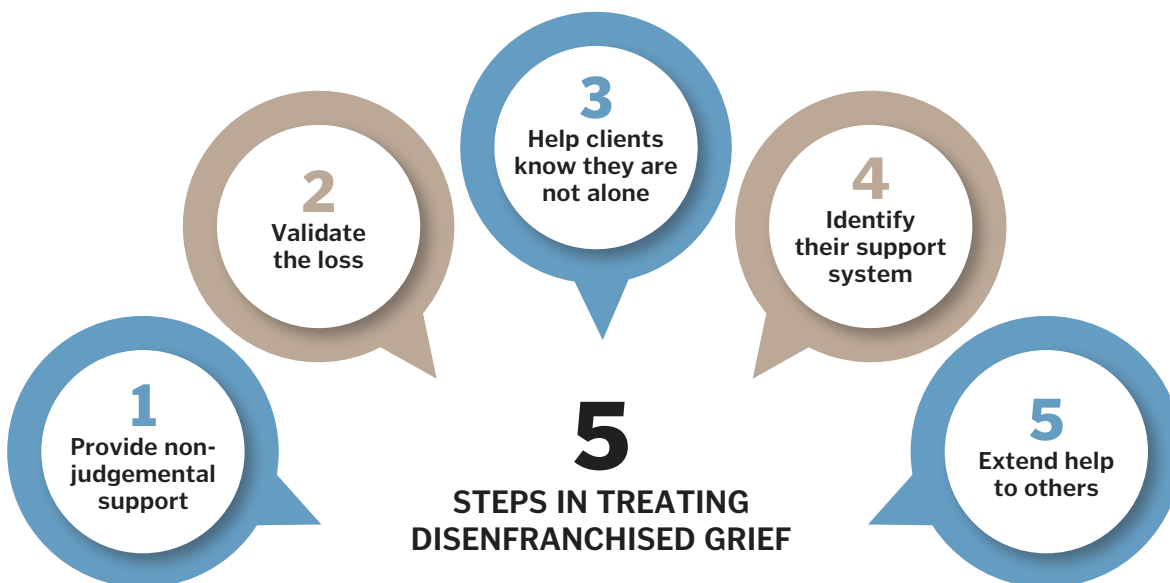 1
Provide non-
judgemental
support
2
Validate
the loss
3
Help clients
know they are
not alone
4
Identify
their support
system
5
Extend help
to others
5
STEPS IN TREATING
DISENFRANCHISED GRIEF